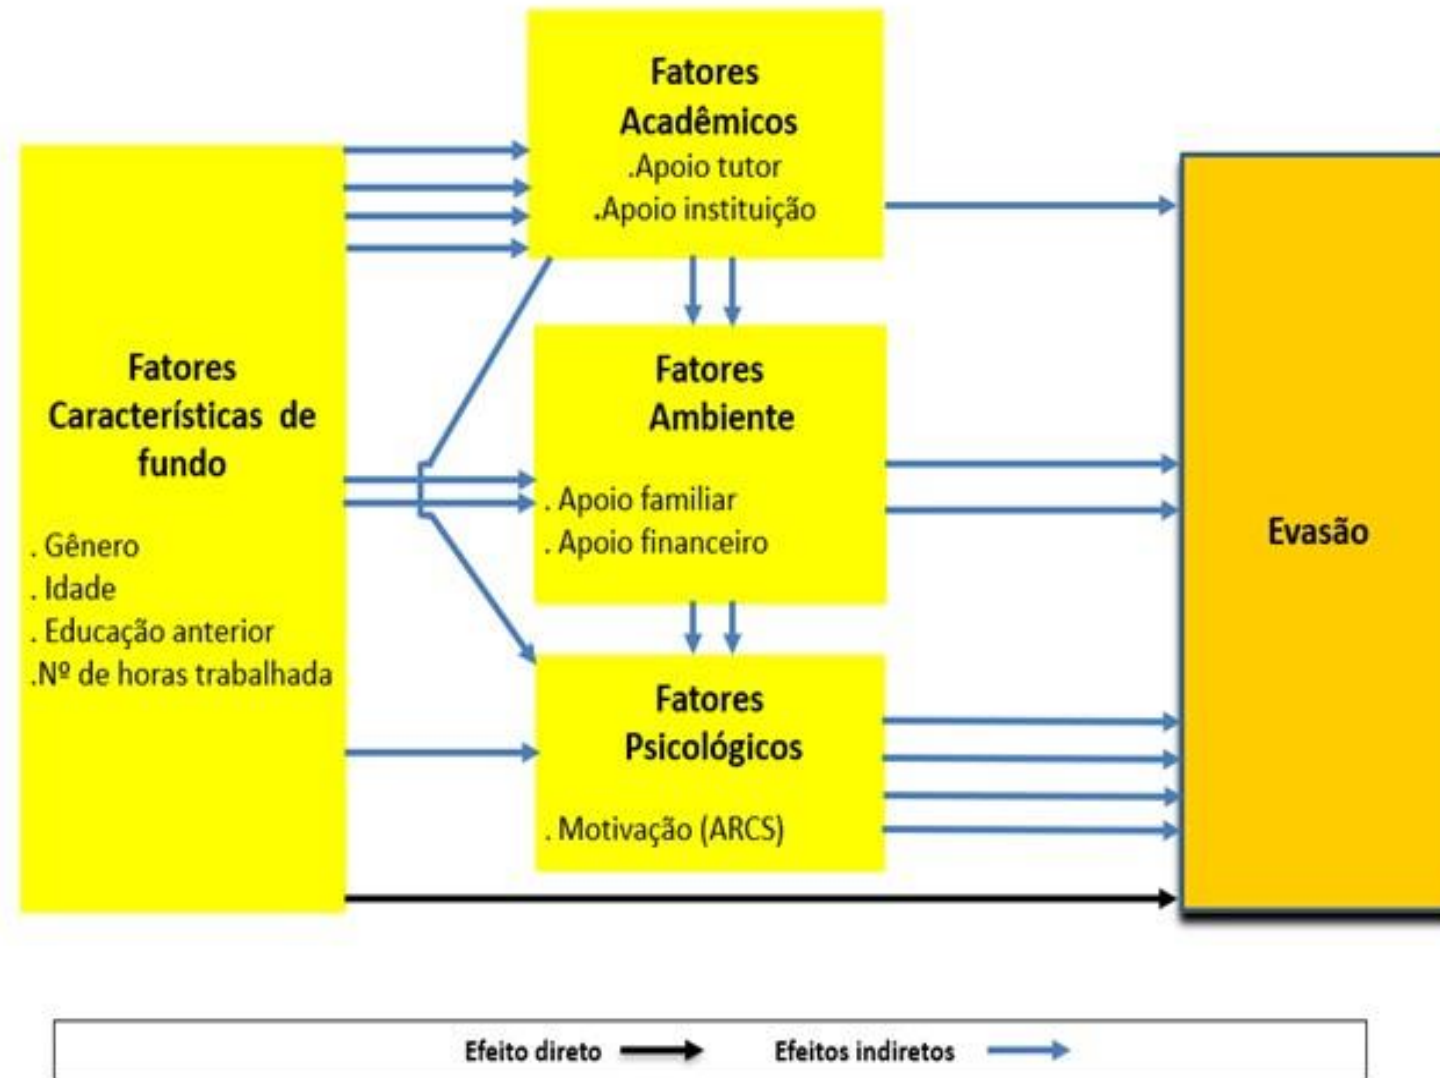 Fatores
Acadêmicos
.Apoio tutor
.Apoio instituição
Fatores
Características de
fundo
. Gênero
. Idade
. Educação anterior
.Nº de horas trabalhada
Fatores
Ambiente
. Apoio familiar
. Apoio financeiro
Fatores
Psicológicos
. Motivação (ARCS)
Evasão
Efeito direto
Efeitos indiretos